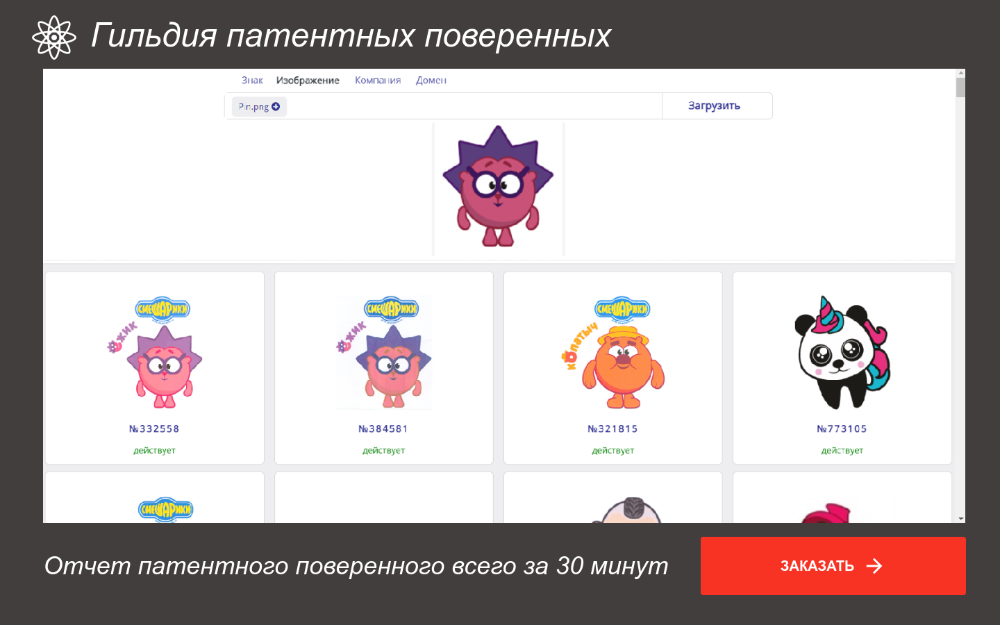 Гильдия патентных поверенных
Знак Изображение Компания Домен
Pin.png Загрузить
СМЕШАРИКИ СМЕШАРИКИ СМЕШАРИКИ
ёжик ёжик копатыч
№332558 №384581 №321815 №773105
действует действует действует действует
СМЕШАРИКИ
Отчет патентного поверенного всего за 30 минут
ЗАКАЗАТЬ